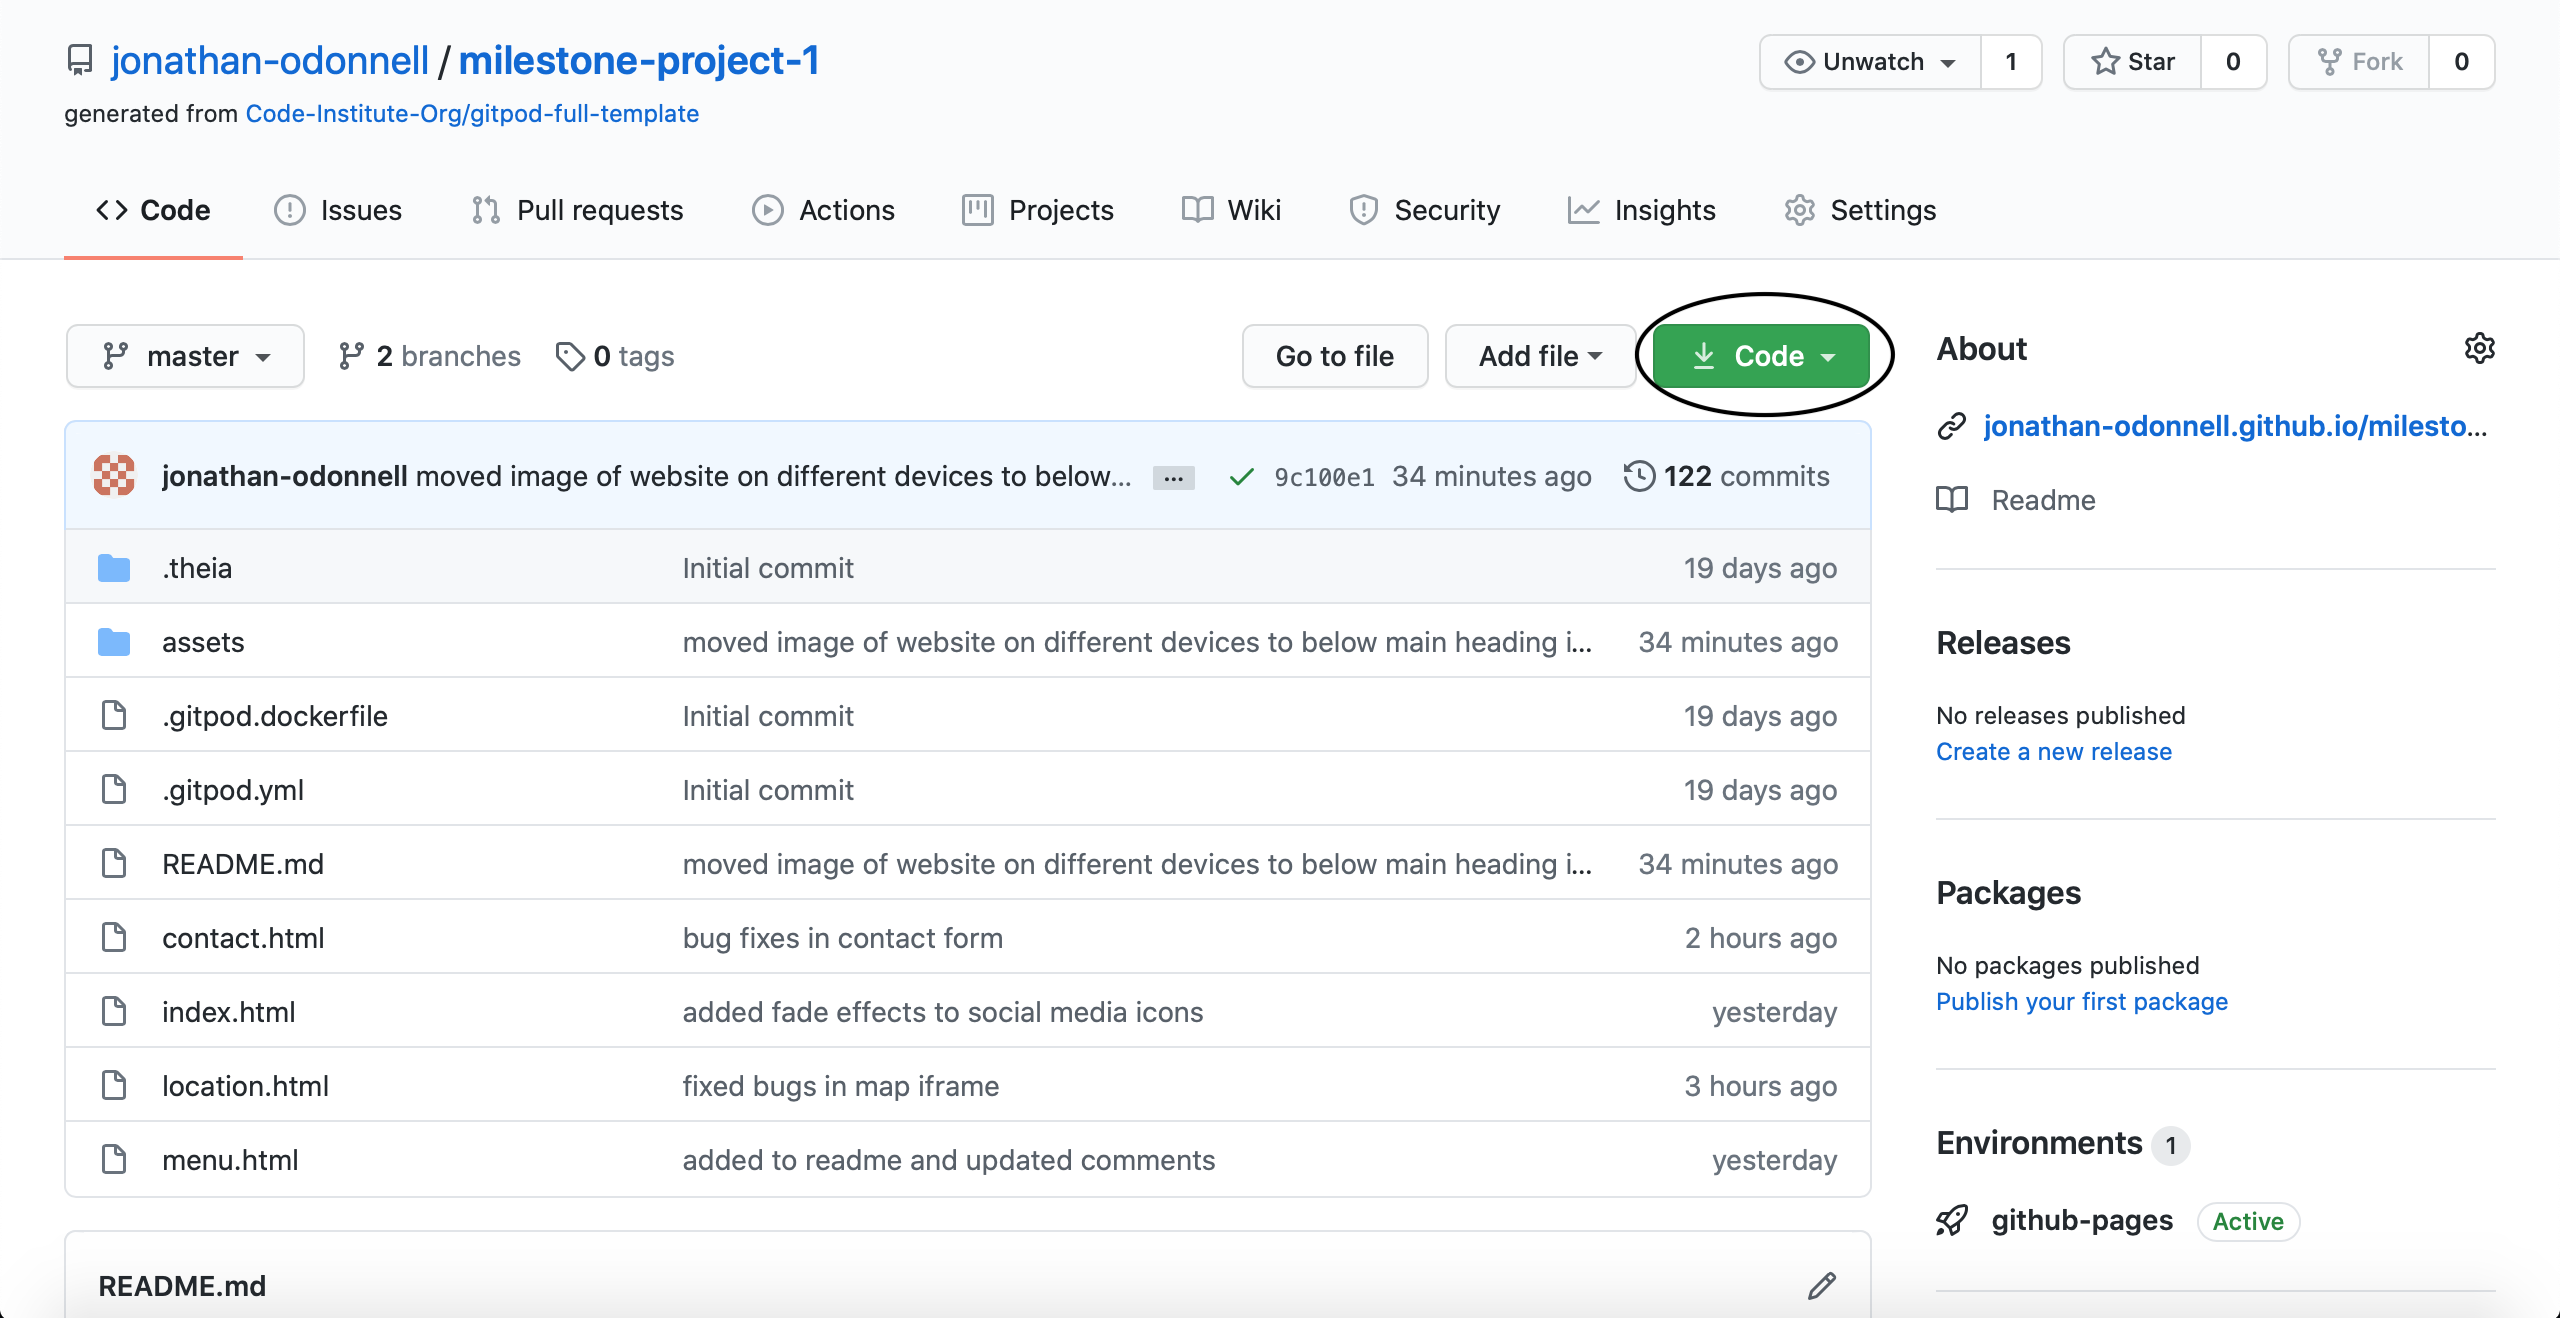 jonathan-odonnell / milestone-project-1
Unwatch 1 Star 0 Fork 0
generated from Code-Institute-Org/gitpod-full-template
Code Issues Pull requests Actions Projects Wiki Security Insights Settings
master 2 branches 0 tags Go to file Add file Code
jonathan-odonnell moved image of website on different devices to below... ... 9c100e1 34 minutes ago 122 commits
.theia Initial commit 19 days ago
assets moved image of website on different devices to below main heading i... 34 minutes ago
.gitpod.dockerfile Initial commit 19 days ago
.gitpod.yml Initial commit 19 days ago
README.md moved image of website on different devices to below main heading i... 34 minutes ago
contact.html bug fixes in contact form 2 hours ago
index.html added fade effects to social media icons yesterday
location.html fixed bugs in map iframe 3 hours ago
menu.html added to readme and updated comments yesterday
README.md
About
jonathan-odonnell.github.io/milesto...
Readme
Releases
No releases published
Create a new release
Packages
No packages published
Publish your first package
Environments 1
github-pages Active